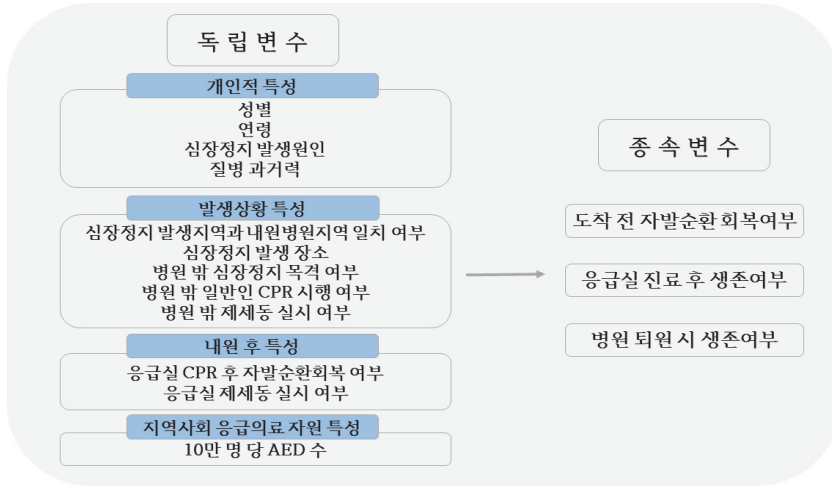 독 립 변 수
개인적 특성
성별
연령
심장정지 발생원인
질병 과거력
발생상황 특성
심장정지 발생지역과 내원병원지역 일치 여부
심장정지 발생 장소
병원 밖 심장정지 목격 여부
병원 밖 일반인 CPR 시행 여부
병원 밖 제세동 실시 여부
내원 후 특성
응급실 CPR 후 자발순환회복 여부
응급실 제세동 실시 여부
지역사회 응급의료 자원 특성
10만 명 당 AED 수
종 속 변 수
도착 전 자발순환 회복여부
응급실 진료 후 생존여부
병원 퇴원 시 생존여부